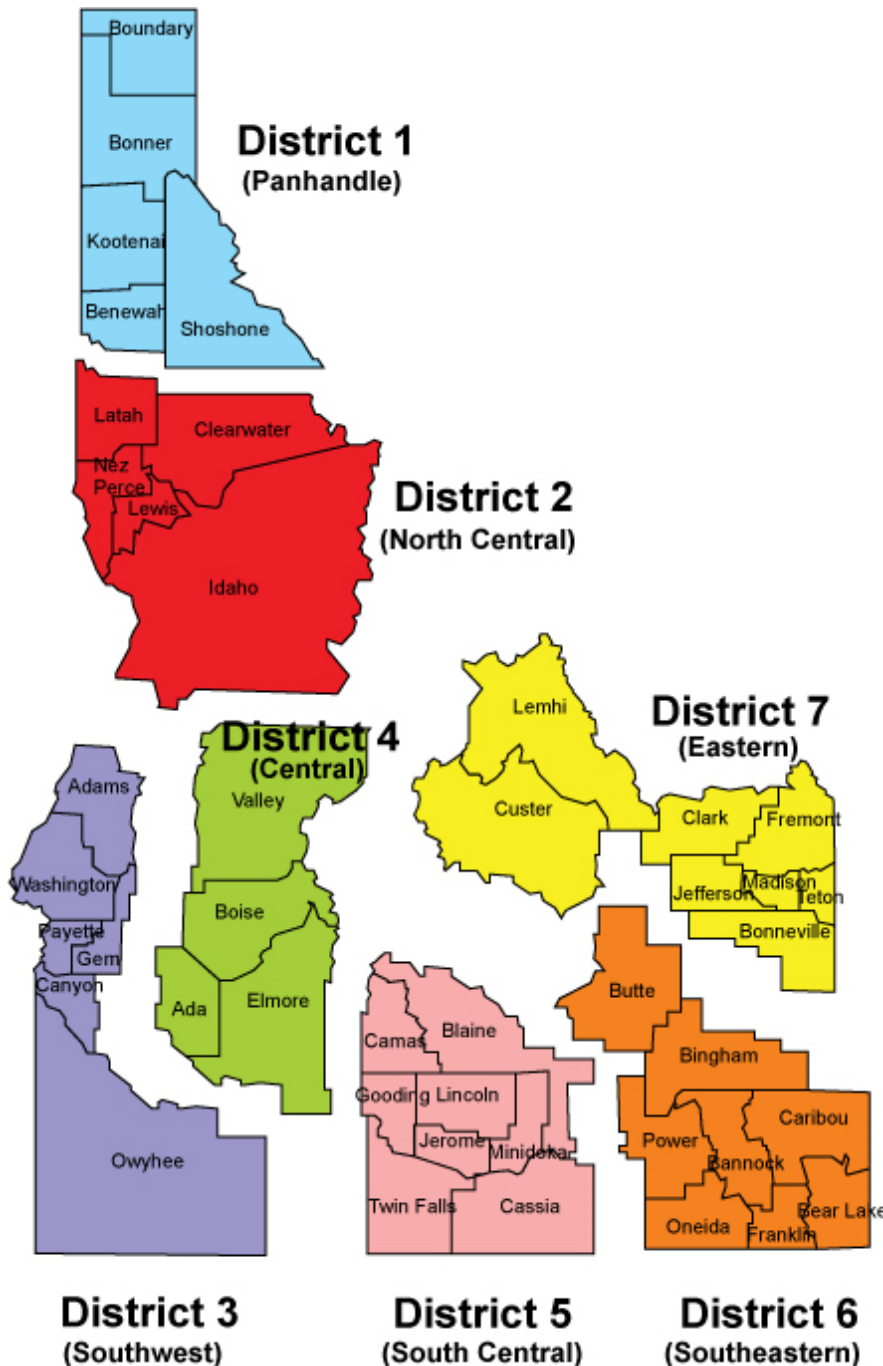 Boundary
Bonner
District 1
(Panhandle)
Kootenai
Benewah
Shoshone
Latah
Clearwater
Nez
Perce
Lewis
District 2
(North Central)
Idaho
Lemhi
District 7
(Eastern)
District 4
(Central)
Adams
Valley
Custer
Clark
Fremont
Washington
Madison
Jefferson
Teton
Boise
Payette
Bonneville
Gem
Canyon
Butte
Ada
Elmore
Blaine
Camas
Bingham
Gooding
Lincoln
Caribou
Jerome
Power
Minidoka
Bannock
Owyhee
Twin Falls
Cassia
Bear Lake
Oneida
Franklin
District 3
(Southwest)
District 5
(South Central)
District 6
(Southeastern)